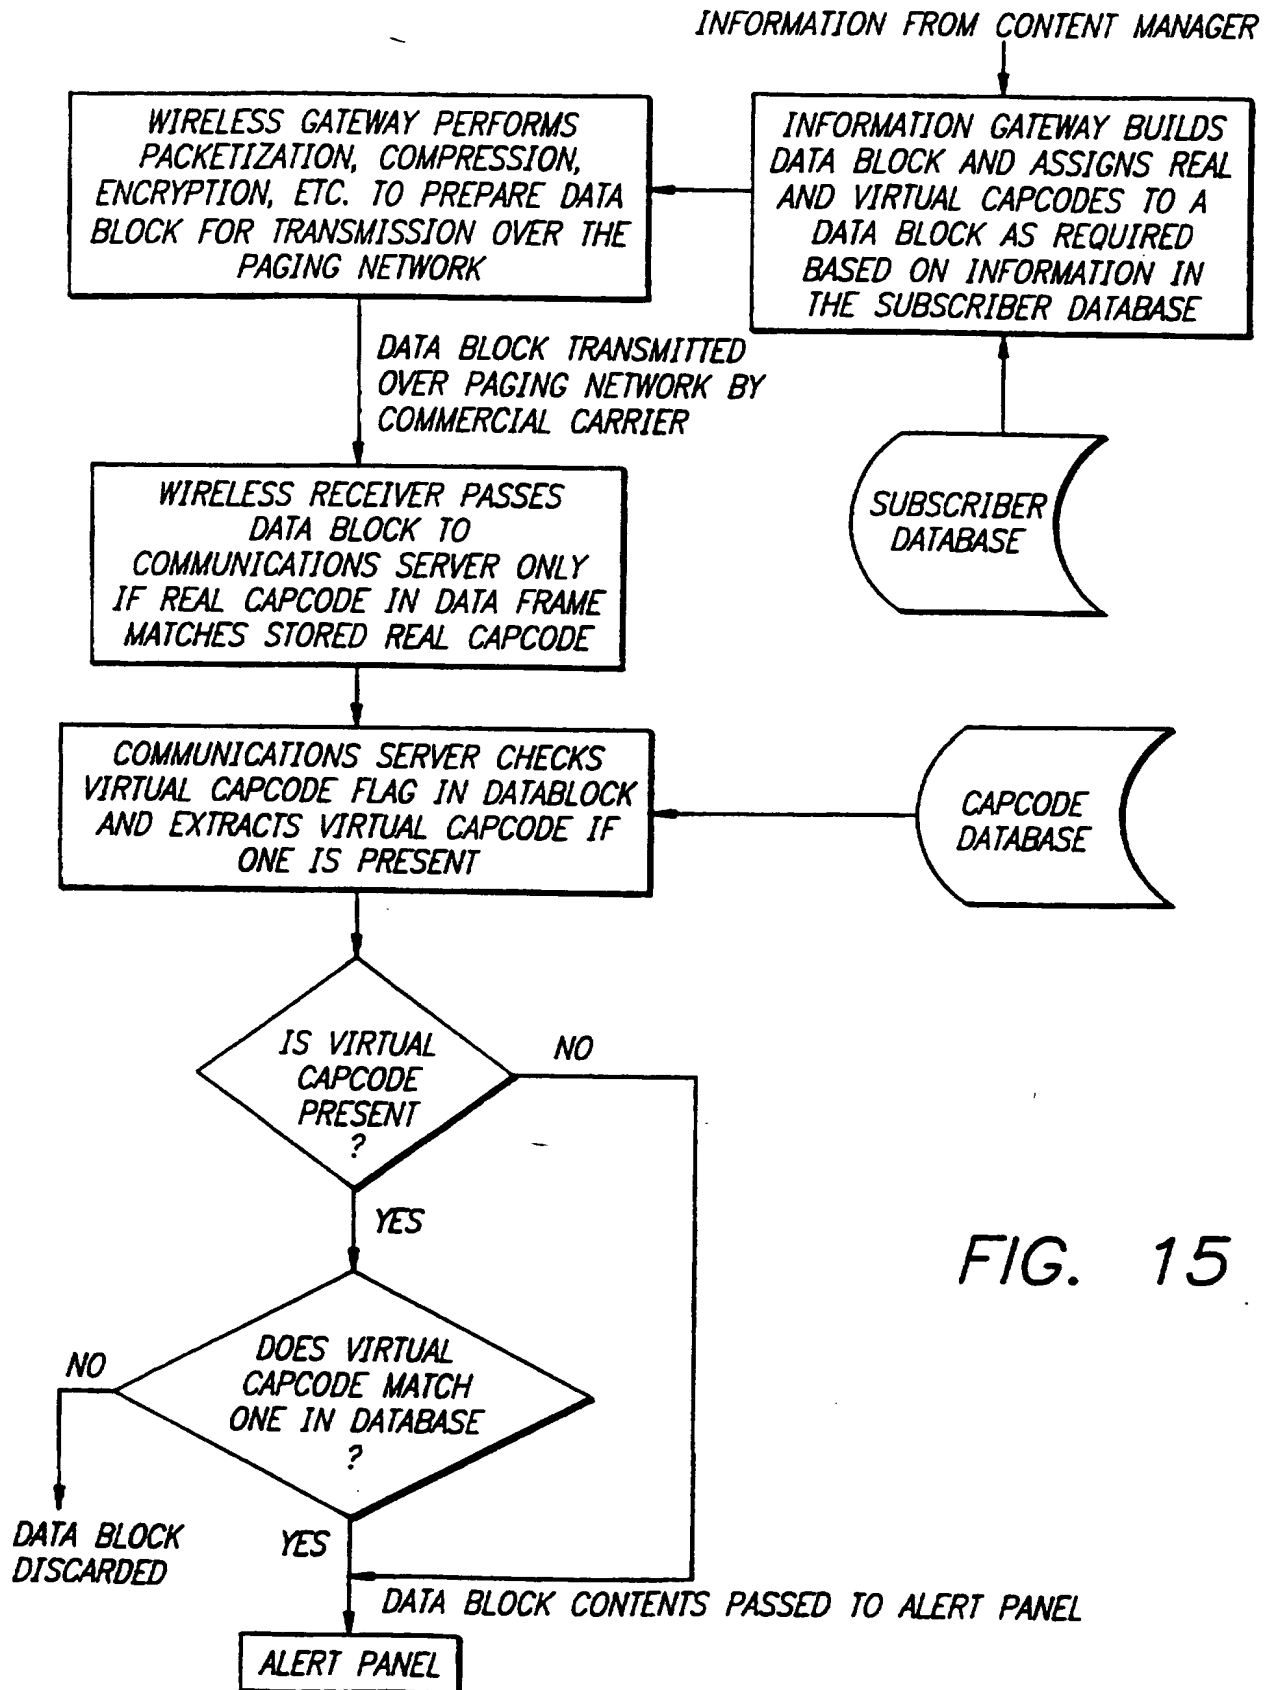 INFORMATION FROM CONTENT MANAGER
WIRELESS GATEWAY PERFORMS
PACKETIZATION, COMPRESSION,
ENCRYPTION, ETC. TO PREPARE DATA
BLOCK FOR TRANSMISSION OVER THE
PAGING NETWORK
INFORMATION GATEWAY BUILDS
DATA BLOCK AND ASSIGNS REAL
AND VIRTUAL CAPCODES TO A
DATA BLOCK AS REQUIRED
BASED ON INFORMATION IN
THE SUBSCRIBER DATABASE
DATA BLOCK TRANSMITTED
OVER PAGING NETWORK BY
COMMERCIAL CARRIER
SUBSCRIBER
DATABASE
WIRELESS RECEIVER PASSES
DATA BLOCK TO
COMMUNICATIONS SERVER ONLY
IF REAL CAPCODE IN DATA FRAME
MATCHES STORED REAL CAPCODE
COMMUNICATIONS SERVER CHECKS
VIRTUAL CAPCODE FLAG IN DATABLOCK
AND EXTRACTS VIRTUAL CAPCODE IF
ONE IS PRESENT
CAPCODE
DATABASE
IS VIRTUAL
CAPCODE
PRESENT
?
NO
YES
FIG. 15
DOES VIRTUAL
CAPCODE MATCH
ONE IN DATABASE
?
NO
DATA BLOCK
DISCARDED
YES
DATA BLOCK CONTENTS PASSED TO ALERT PANEL
ALERT PANEL